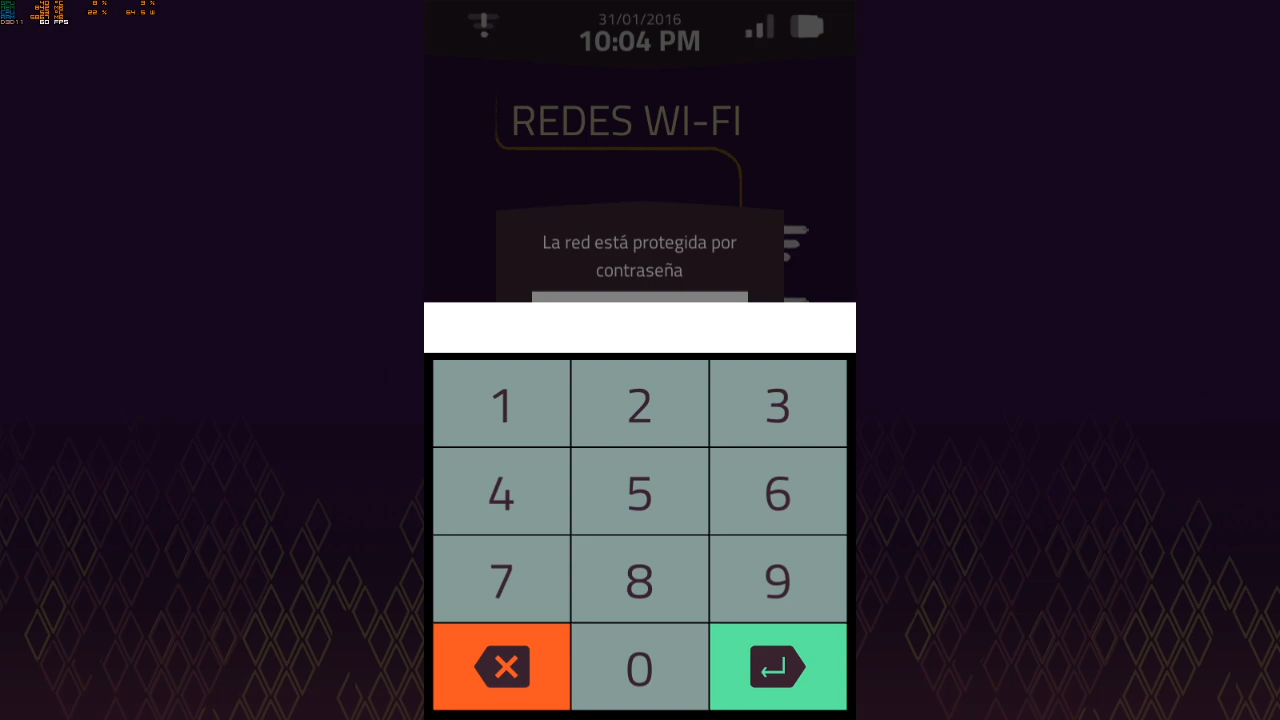 31/01/2016
10:04 PM
REDES WI-FI
La red está protegida por
contraseña
1 2 3
4 5 6
7 8 9
0